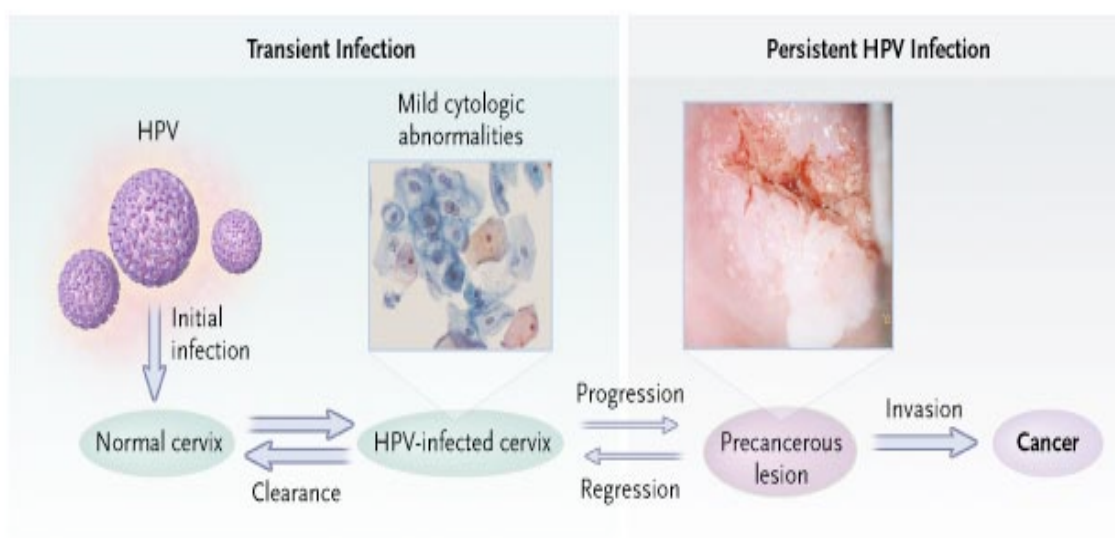 Transient Infection
Persistent HPV Infection
Mild cytologic
abnormalities
HPV
Initial
infection
Progression
Invasion
Normal cervix
HPV-infected cervix
Precancerous
lesion
Cancer
Clearance
Regression